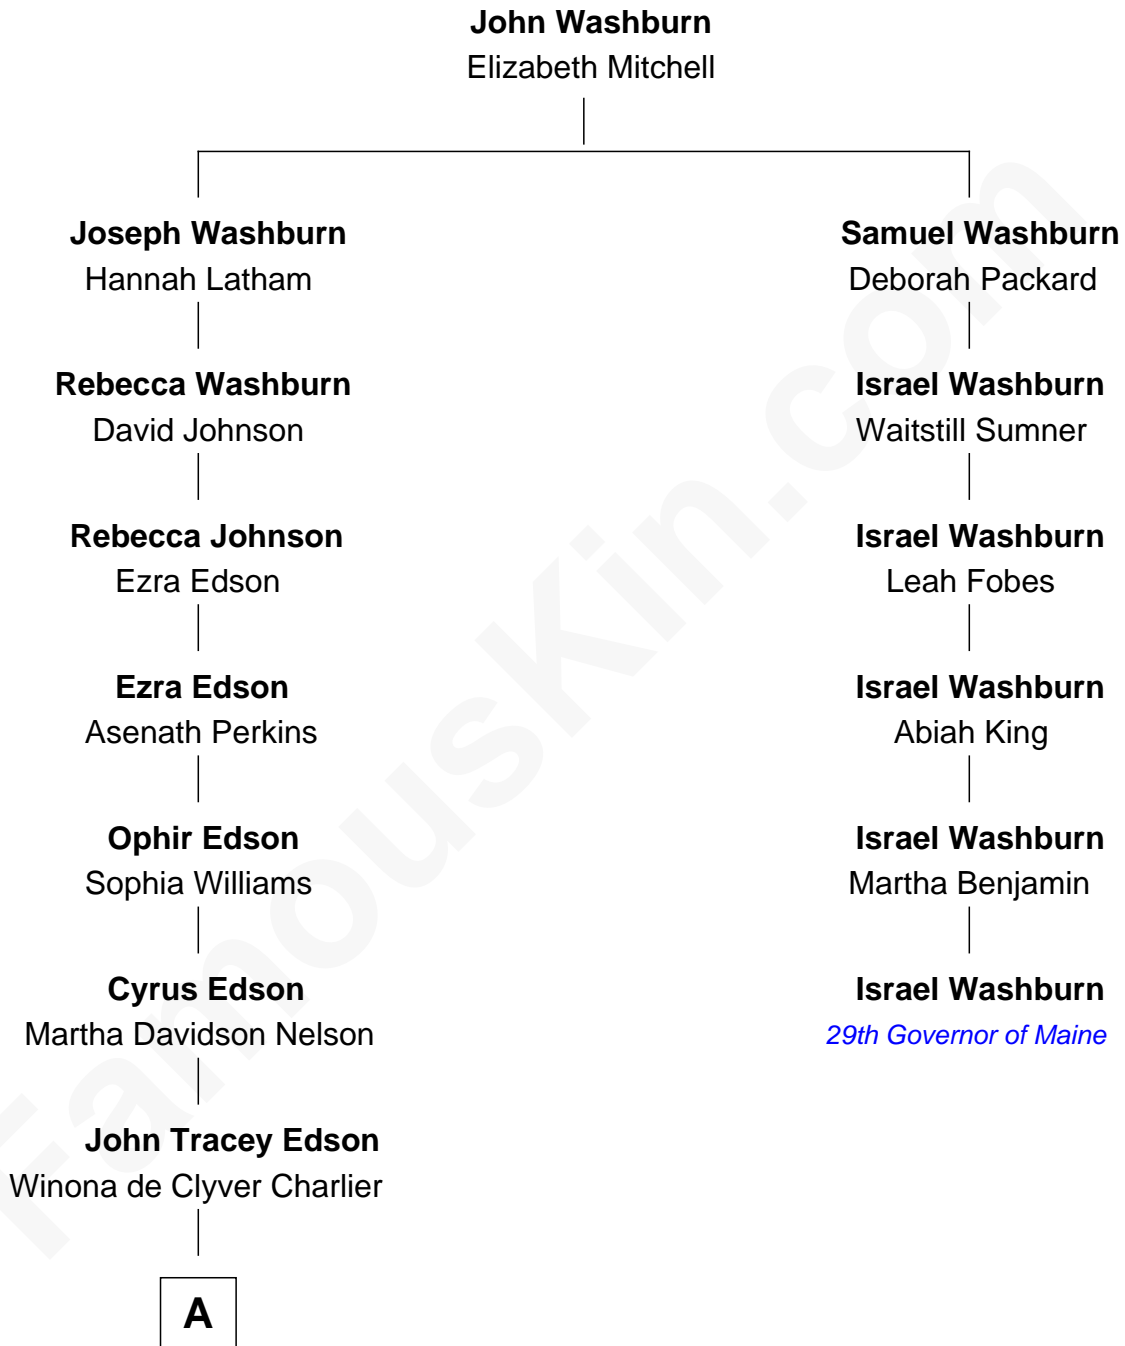 John Washburn
Elizabeth Mitchell
Joseph Washburn
Hannah Latham
Samuel Washburn
Deborah Packard
Rebecca Washburn
David Johnson
Israel Washburn
Waitstill Sumner
Rebecca Johnson
Ezra Edson
Israel Washburn
Leah Fobes
Ezra Edson
Asenath Perkins
Israel Washburn
Abiah King
Ophir Edson
Sophia Williams
Israel Washburn
Martha Benjamin
Cyrus Edson
Martha Davidson Nelson
Israel Washburn
29th Governor of Maine
John Tracey Edson
Winona de Clyver Charlier
A
FamousKin.com